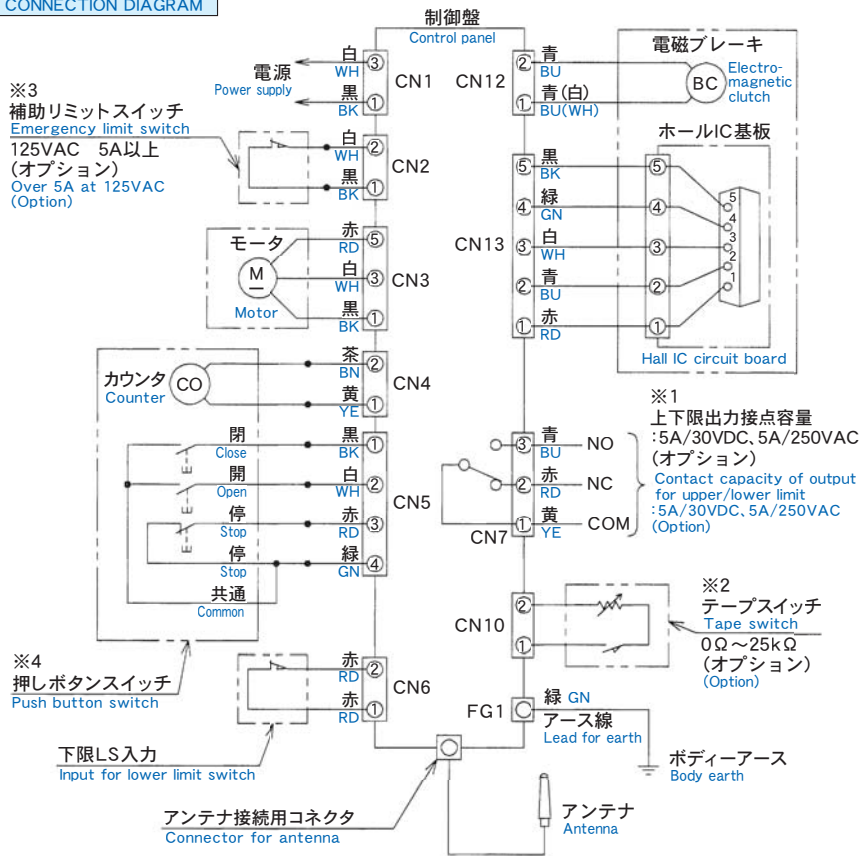 CONNECTION DIAGRAM
制御盤
Control panel
電源
Power supply
白
WH
③
黒
BK
①
CN1
※3
補助リミットスイッチ
Emergency limit switch
125VAC 5A以上
(オプション)
Over 5A at 125VAC
(Option)
白
WH
②
黒
BK
①
CN2
モータ
M
Motor
赤
RD
⑤
白
WH
③
黒
BK
①
CN3
カウンタ
Counter
CO
茶
BN
②
黄
YE
①
CN4
閉
Close
黒
BK
①
開
Open
白
WH
②
停
Stop
赤
RD
③
停
Stop
緑
GN
④
共通
Common
CN5
※4
押しボタンスイッチ
Push button switch
赤
RD
②
赤
RD
①
CN6
下限LS入力
Input for lower limit switch
アンテナ接続用コネクタ
Connector for antenna
アンテナ
Antenna
CN12
②
青
BU
①
青(白)
BU(WH)
電磁ブレーキ
BC
Electro-
magnetic
clutch
ホールIC基板
CN13
⑤
黒
BK
⑤
5
④
緑
GN
④
4
③
白
WH
③
3
②
青
BU
②
2
①
赤
RD
①
1
Hall IC circuit board
CN7
③
青
BU
NO
②
赤
RD
NC
①
黄
YE
COM
※1
上下限出力接点容量
:5A/30VDC、5A/250VAC
(オプション)
Contact capacity of output
for upper/lower limit
:5A/30VDC、5A/250VAC
(Option)
CN10
②
①
※2
テープスイッチ
Tape switch
0Ω～25kΩ
(オプション)
(Option)
FG1
緑 GN
アース線
Lead for earth
ボディーアース
Body earth